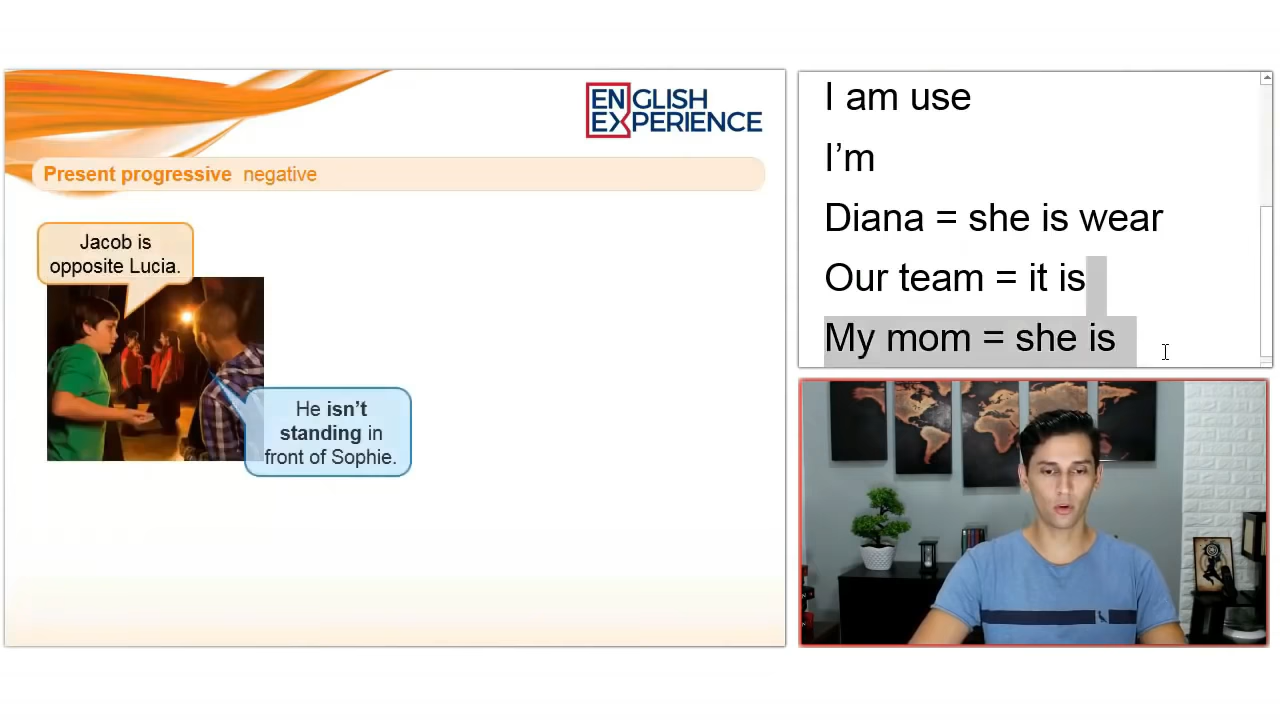 ENGLISH
EXPERIENCE
Present progressive negative
Jacob is
opposite Lucia.
He isn't
standing in
front of Sophie.
I am use
I'm
Diana = she is wear
Our team = it is
My mom = she is